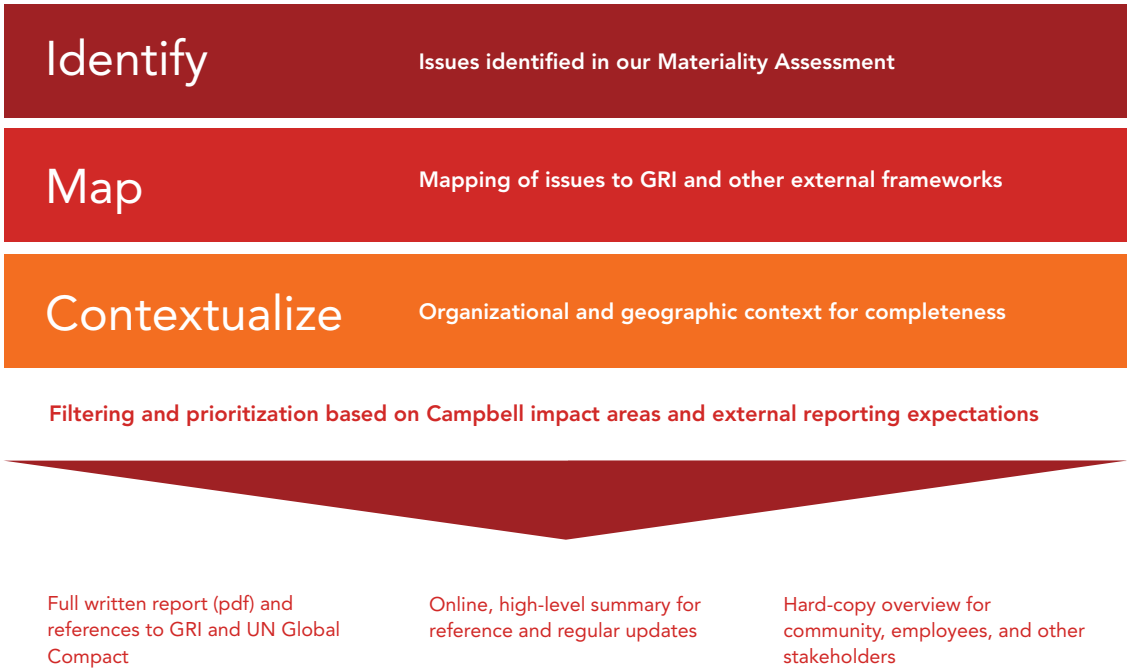 Identify
Issues identified in our Materiality Assessment
Map
Mapping of issues to GRI and other external frameworks
Contextualize
Organizational and geographic context for completeness
Filtering and prioritization based on Campbell impact areas and external reporting expectations
Full written report (pdf) and
references to GRI and UN Global
Compact
Online, high-level summary for
reference and regular updates
Hard-copy overview for
community, employees, and other
stakeholders